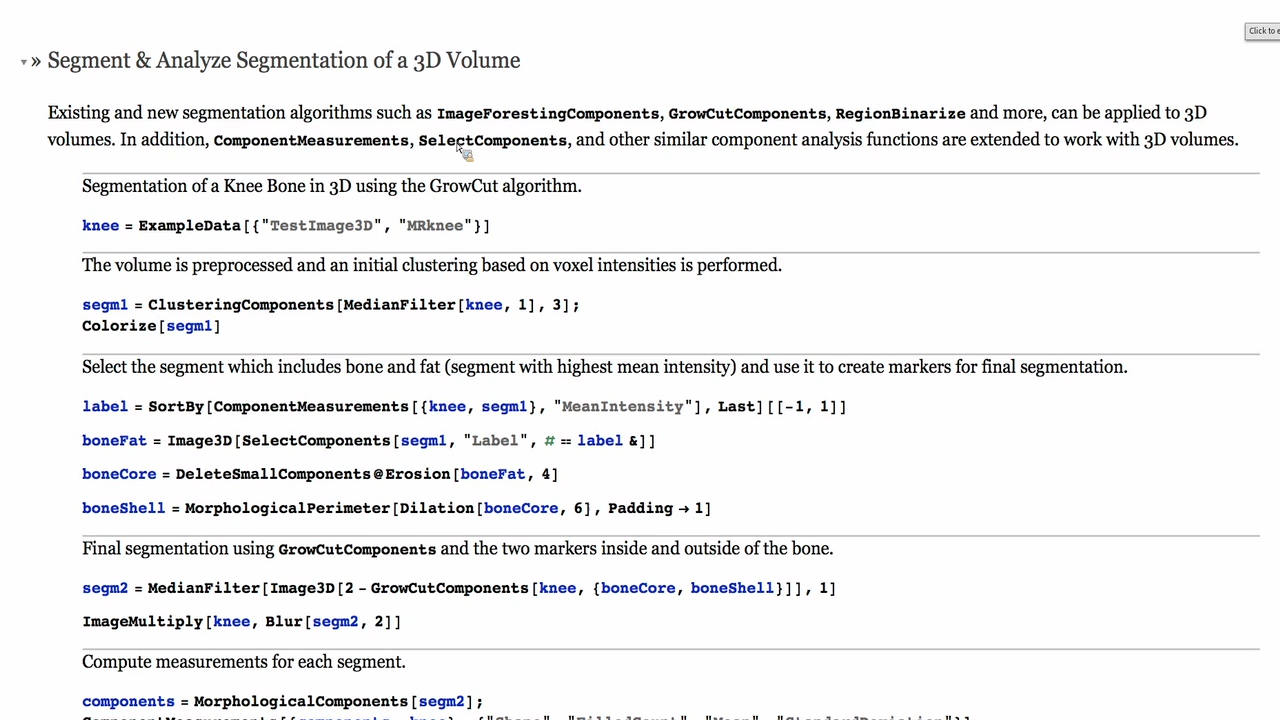 Click to e
» Segment & Analyze Segmentation of a 3D Volume
Existing and new segmentation algorithms such as ImageForestingComponents, GrowCutComponents, RegionBinarize and more, can be applied to 3D
volumes. In addition, ComponentMeasurements, SelectComponents, and other similar component analysis functions are extended to work with 3D volumes.
Segmentation of a Knee Bone in 3D using the GrowCut algorithm.
knee = ExampleData[{"TestImage3D", "MRknee"}]
The volume is preprocessed and an initial clustering based on voxel intensities is performed.
segm1 = ClusteringComponents[MedianFilter[knee, 1], 3];
Colorize[segm1]
Select the segment which includes bone and fat (segment with highest mean intensity) and use it to create markers for final segmentation.
label = SortBy[ComponentMeasurements[{knee, segm1}, "MeanIntensity"], Last][[-1, 1]]
boneFat = Image3D[SelectComponents[segm1, "Label", # == label &]]
boneCore = DeleteSmallComponents@Erosion[boneFat, 4]
boneShell = MorphologicalPerimeter[Dilation[boneCore, 6], Padding → 1]
Final segmentation using GrowCutComponents and the two markers inside and outside of the bone.
segm2 = MedianFilter[Image3D[2 - GrowCutComponents[knee, {boneCore, boneShell}]], 1]
ImageMultiply[knee, Blur[segm2, 2]]
Compute measurements for each segment.
components = MorphologicalComponents[segm2];
ComponentMeasurements[{components, knee}, {"Shape", "FilledCount", "Mean", "StandardDeviation"}]